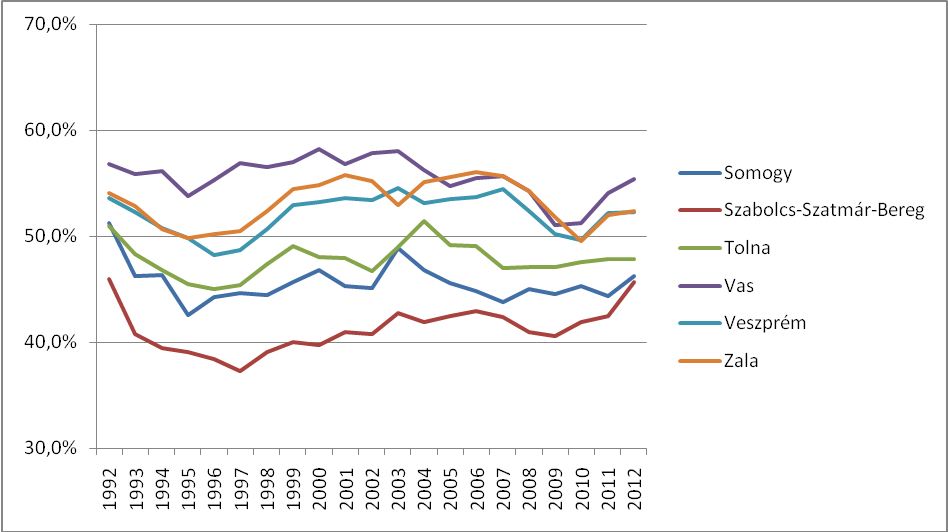 70,0%
60,0%
50,0%
40,0%
30,0%
1992 1993 1994 1995 1996 1997 1998 1999 2000 2001 2002 2003 2004 2005 2006 2007 2008 2009 2010 2011 2012
Somogy
Szabolcs-Szatmár-Bereg
Tolna
Vas
Veszprém
Zala